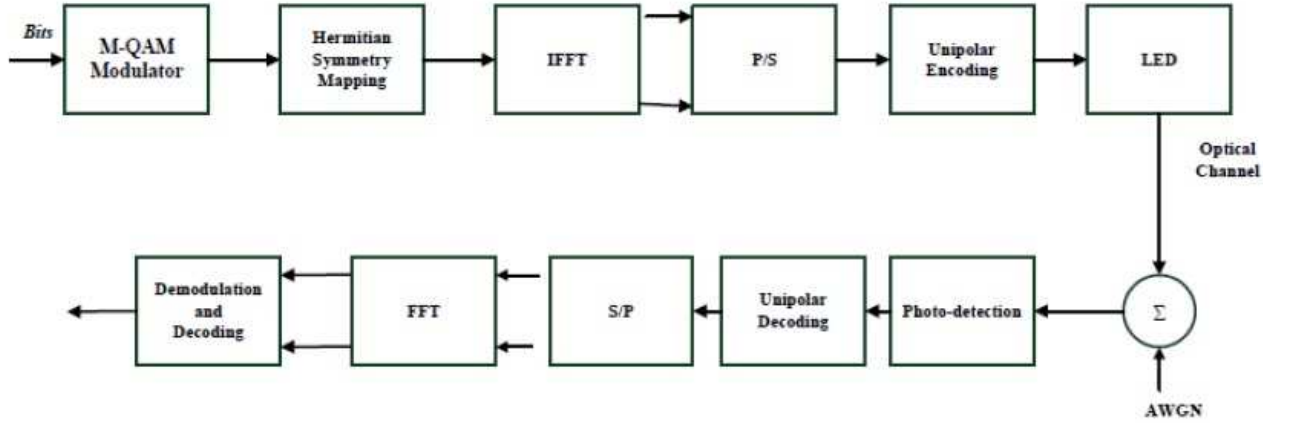 Bits
M-QAM
Modulator
Hermitian
Symmetry
Mapping
IFFT
P/S
Unipolar
Encoding
LED
Optical
Channel
Demodulation
and
Decoding
FFT
S/P
Unipolar
Decoding
Photo-detection
Σ
AWGN